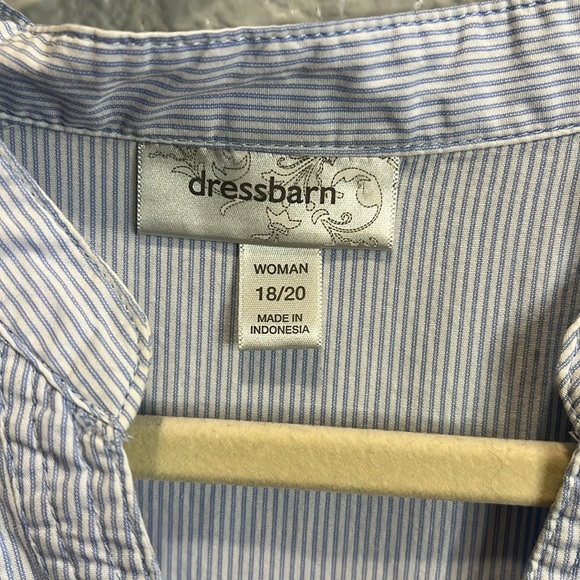 dressbarn
WOMAN
18/20
MADE IN
INDONESIA